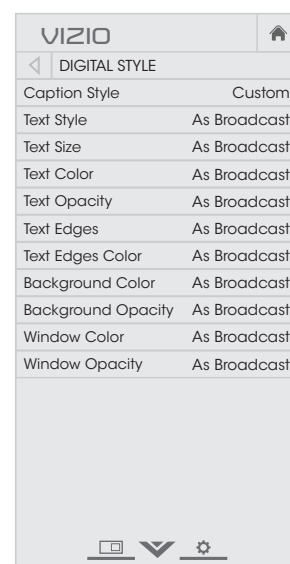 VIZIO
DIGITAL STYLE
Caption Style Custom
Text Style As Broadcast
Text Size As Broadcast
Text Color As Broadcast
Text Opacity As Broadcast
Text Edges As Broadcast
Text Edges Color As Broadcast
Background Color As Broadcast
Background Opacity As Broadcast
Window Color As Broadcast
Window Opacity As Broadcast